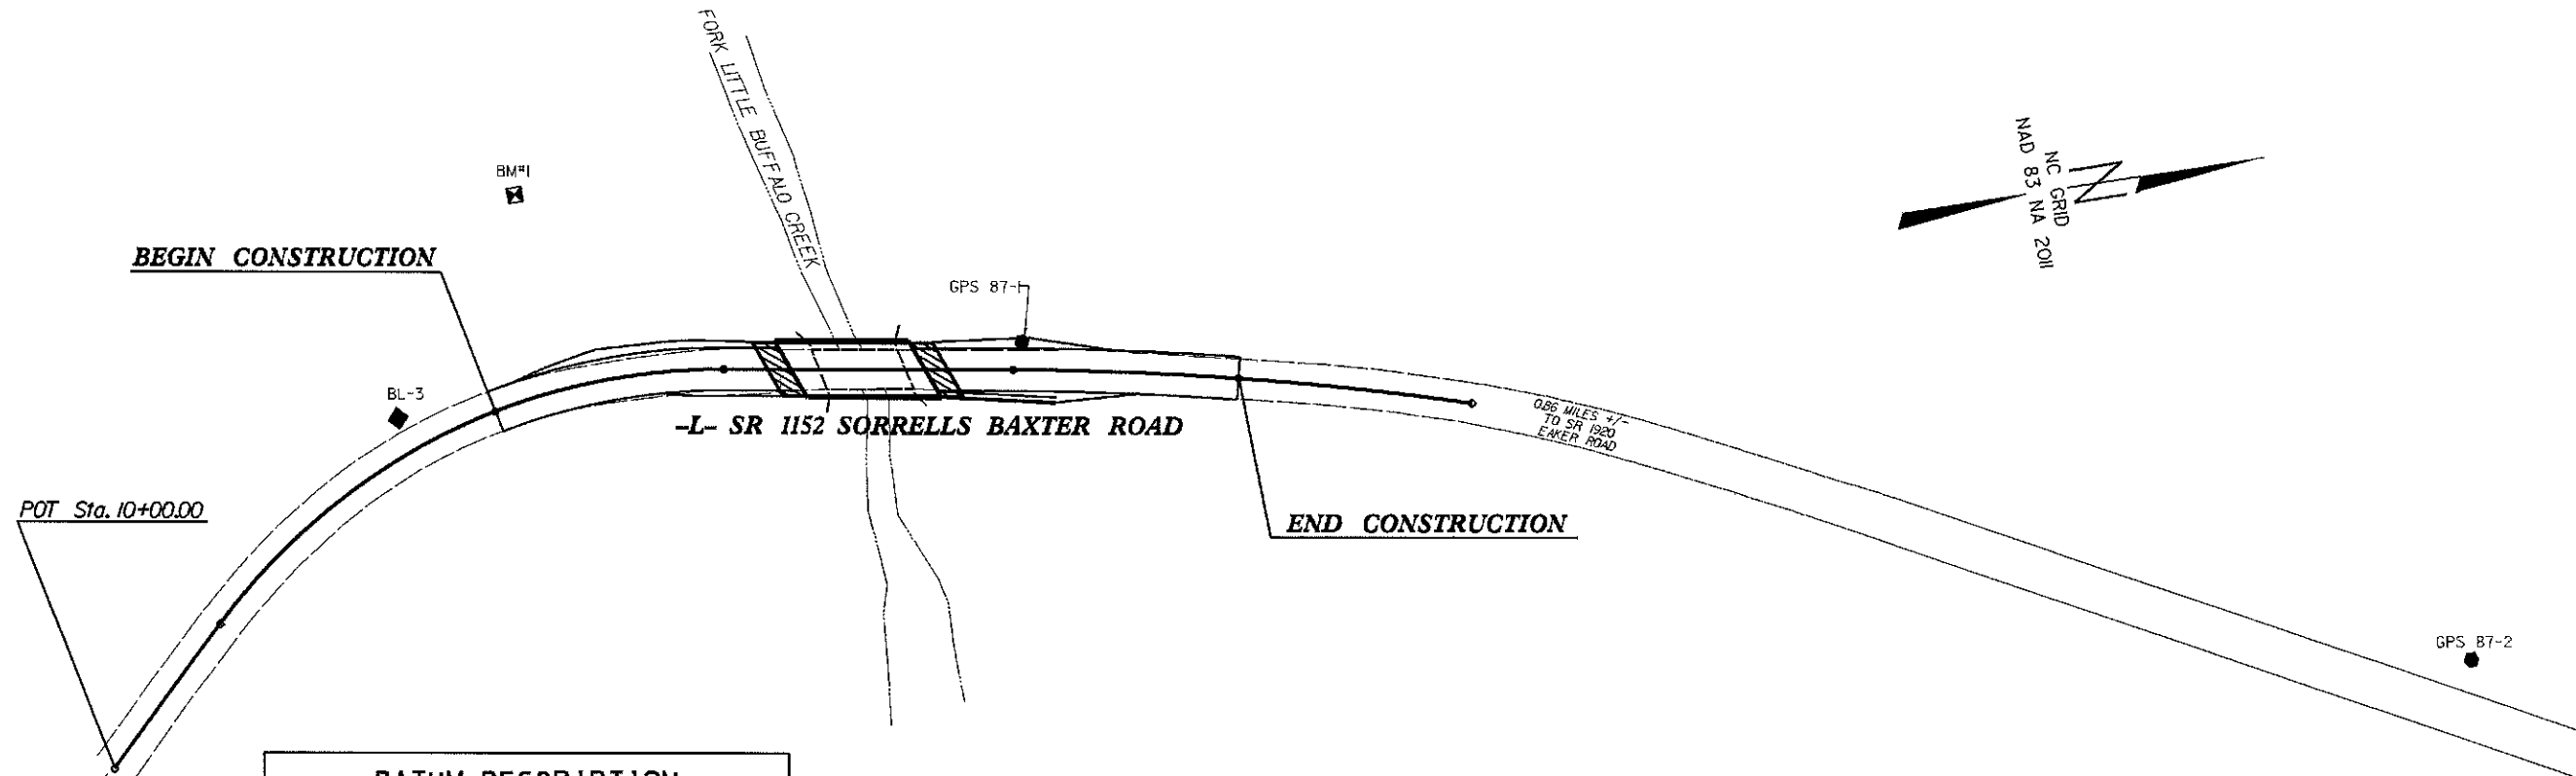 FORK LITTLE BUFFALO CREEK
BM#1
NC GRID
NAD 83 NA 2011
BEGIN CONSTRUCTION
GPS 87-1
BL-3
-L- SR 1152 SORRELLS BAXTER ROAD
0.86 MILES +/-
TO SR 1920
EAKER ROAD
POT Sta. 10+00.00
END CONSTRUCTION
GPS 87-2
DATUM DESCRIPTION